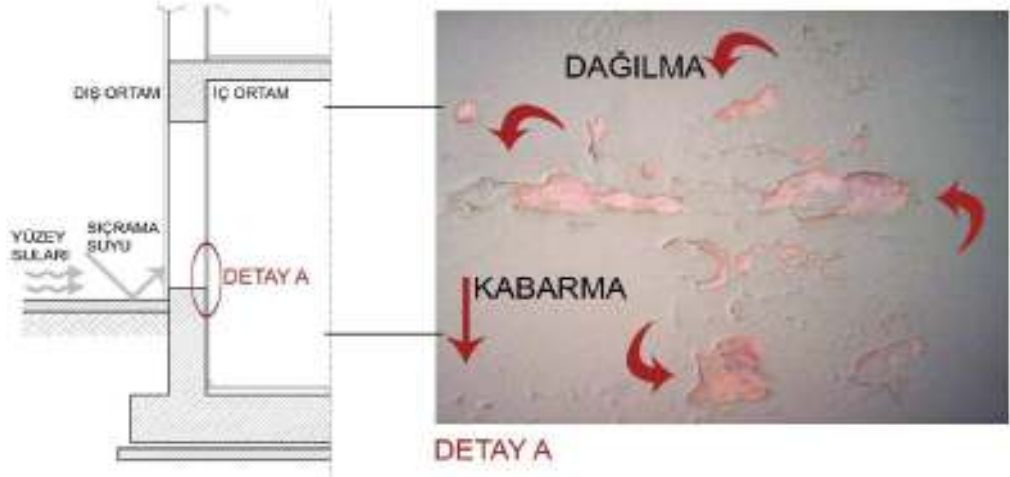 DIŞ ORTAM
İÇ ORTAM
YÜZEY
SULARI
SIÇRAMA
SUYU
DETAY A
DAĞILMA
KABARMA
DETAY A